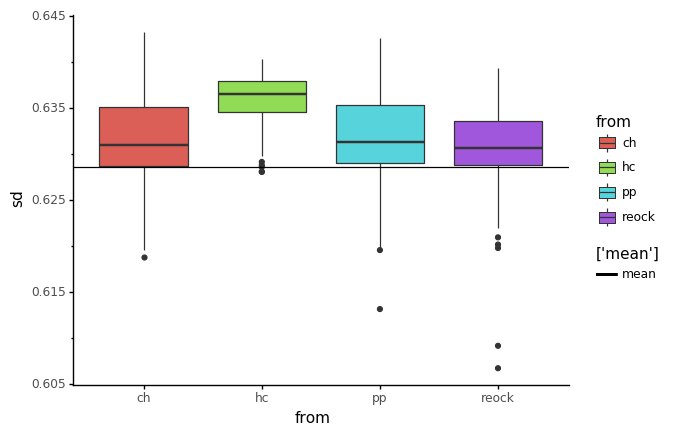 0.645
0.635
0.625
0.615
0.605
sd
ch hc pp reock
from
from
ch
hc
pp
reock
['mean']
mean